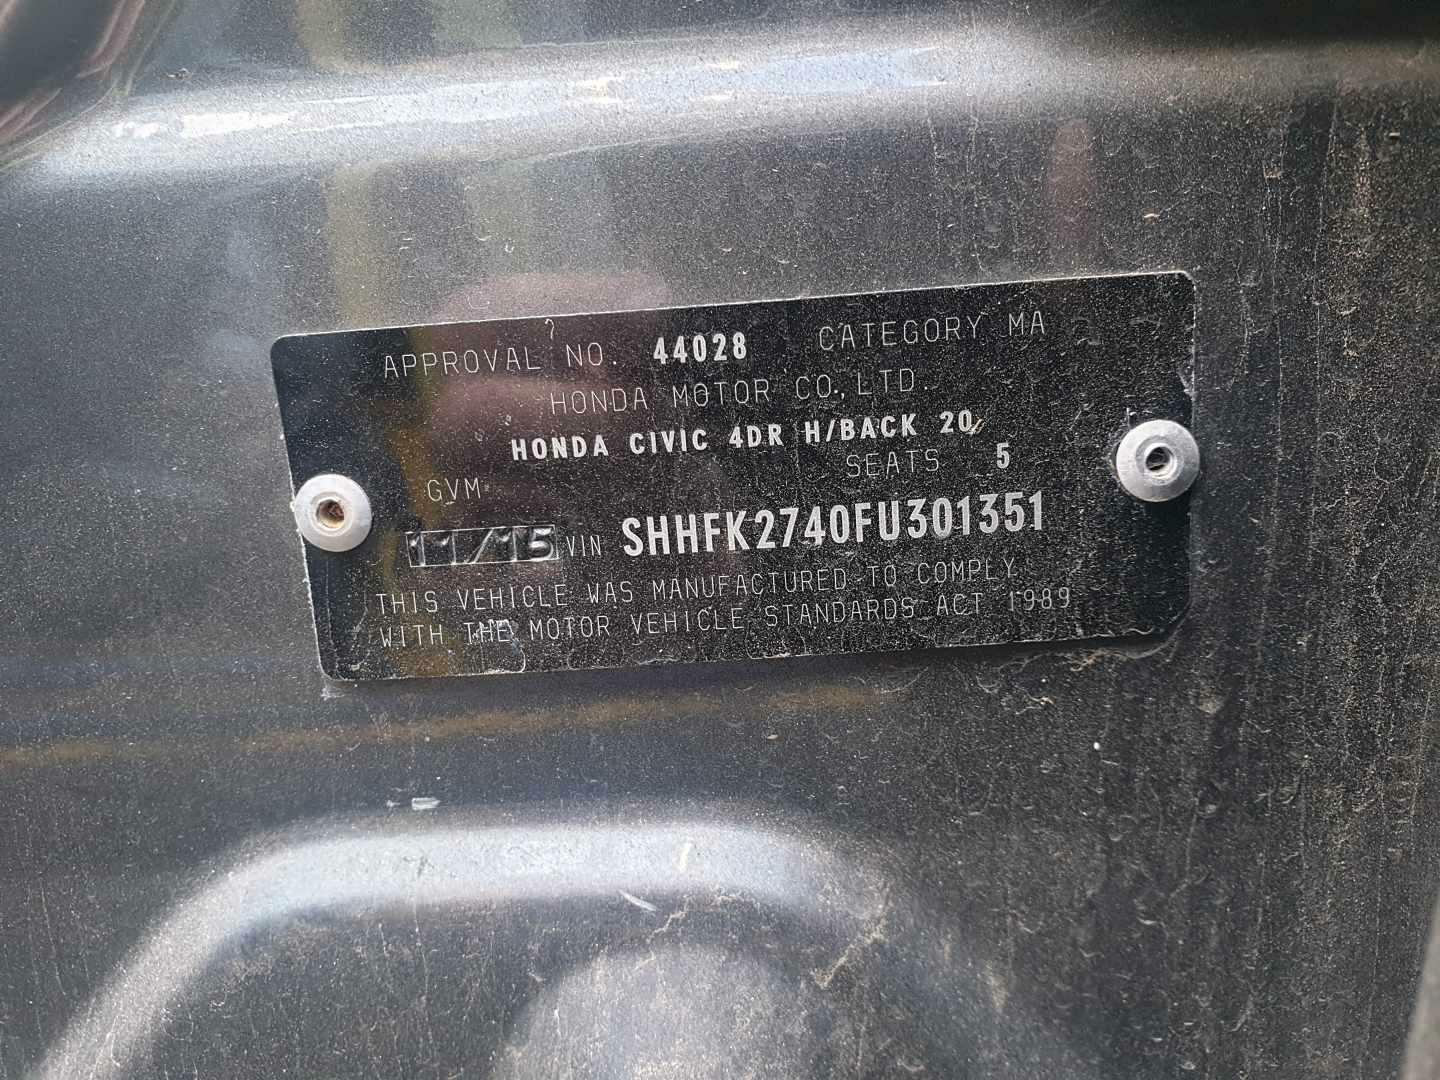 APPROVAL NO. 44028 CATEGORY MA
HONDA MOTOR CO.,LTD.
HONDA CIVIC 4DR H/BACK 20
SEATS 5
GVM
11/15 VIN SHHFK2740FU301351
THIS VEHICLE WAS MANUFACTURED TO COMPLY
WITH THE MOTOR VEHICLE STANDARDS ACT 1989